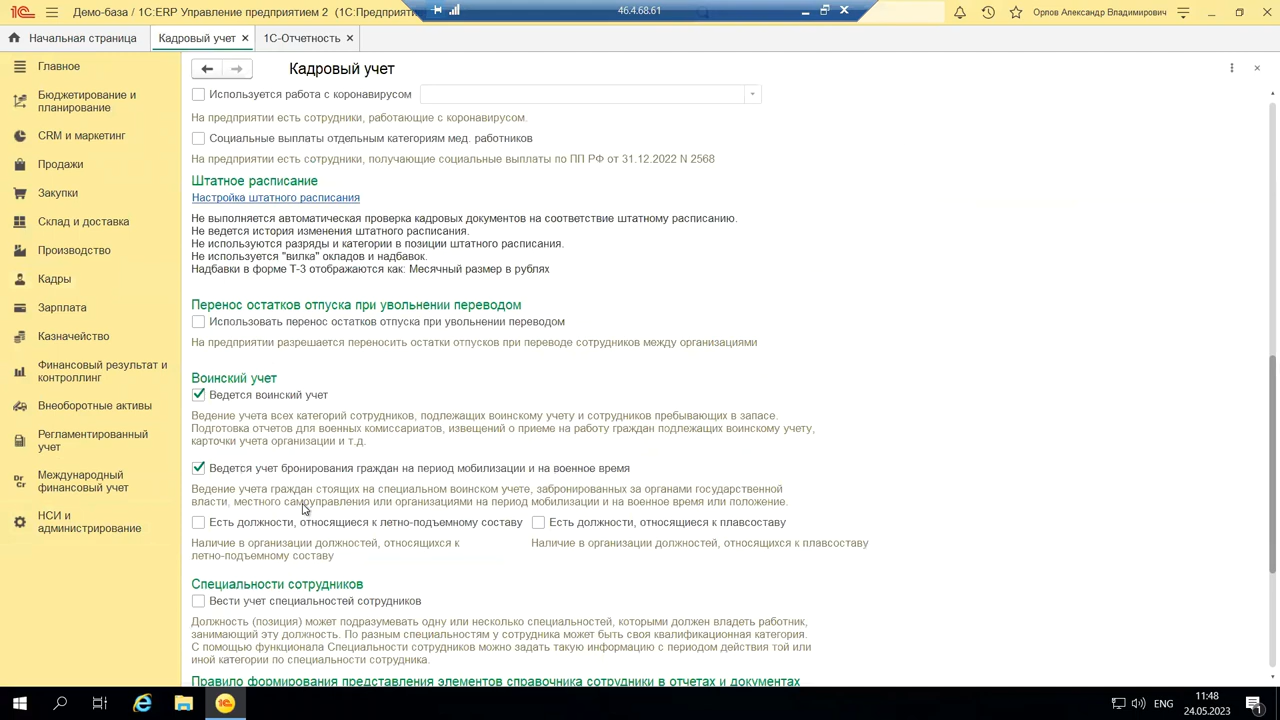 Демо-база / 1С:ERP Управление предприятием 2 (1С:Предприятие
46.4.68.61
Орлов Александр Владимирович
Начальная страница
Кадровый учет ×
1С-Отчетность ×
Главное
Бюджетирование и
планирование
CRM и маркетинг
Продажи
Закупки
Склад и доставка
Производство
Кадры
Зарплата
Казначейство
Финансовый результат и
контроллинг
Внеоборотные активы
Регламентированный
учет
Международный
финансовый учет
НСИ и
администрирование
Кадровый учет
Используется работа с коронавирусом
На предприятии есть сотрудники, работающие с коронавирусом.
Социальные выплаты отдельным категориям мед. работников
На предприятии есть сотрудники, получающие социальные выплаты по ПП РФ от 31.12.2022 N 2568
Штатное расписание
Настройка штатного расписания
Не выполняется автоматическая проверка кадровых документов на соответствие штатному расписанию.
Не ведется история изменения штатного расписания.
Не используются разряды и категории в позиции штатного расписания.
Не используется "вилка" окладов и надбавок.
Надбавки в форме Т-3 отображаются как: Месячный размер в рублях
Перенос остатков отпуска при увольнении переводом
Использовать перенос остатков отпуска при увольнении переводом
На предприятии разрешается переносить остатки отпусков при переводе сотрудников между организациями
Воинский учет
Ведется воинский учет
Ведение учета всех категорий сотрудников, подлежащих воинскому учету и сотрудников пребывающих в запасе.
Подготовка отчетов для военных комиссариатов, извещений о приеме на работу граждан подлежащих воинскому учету,
карточки учета организации и т.д.
Ведется учет бронирования граждан на период мобилизации и на военное время
Ведение учета граждан стоящих на специальном воинском учете, забронированных за органами государственной
власти, местного самоуправления или организациями на период мобилизации и на военное время или положение.
Есть должности, относящиеся к летно-подъемному составу
Есть должности, относящиеся к плавсоставу
Наличие в организации должностей, относящихся к
летно-подъемному составу
Наличие в организации должностей, относящихся к плавсоставу
Специальности сотрудников
Вести учет специальностей сотрудников
Должность (позиция) может подразумевать одну или несколько специальностей, которыми должен владеть работник,
занимающий эту должность. По разным специальностям у сотрудника может быть своя квалификационная категория.
С помощью функционала Специальности сотрудников можно задать такую информацию с периодом действия той или
иной категории по специальности сотрудника.
Правило формирования представления элементов справочника сотрудники в отчетах и документах
ENG
11:48
24.05.2023
1